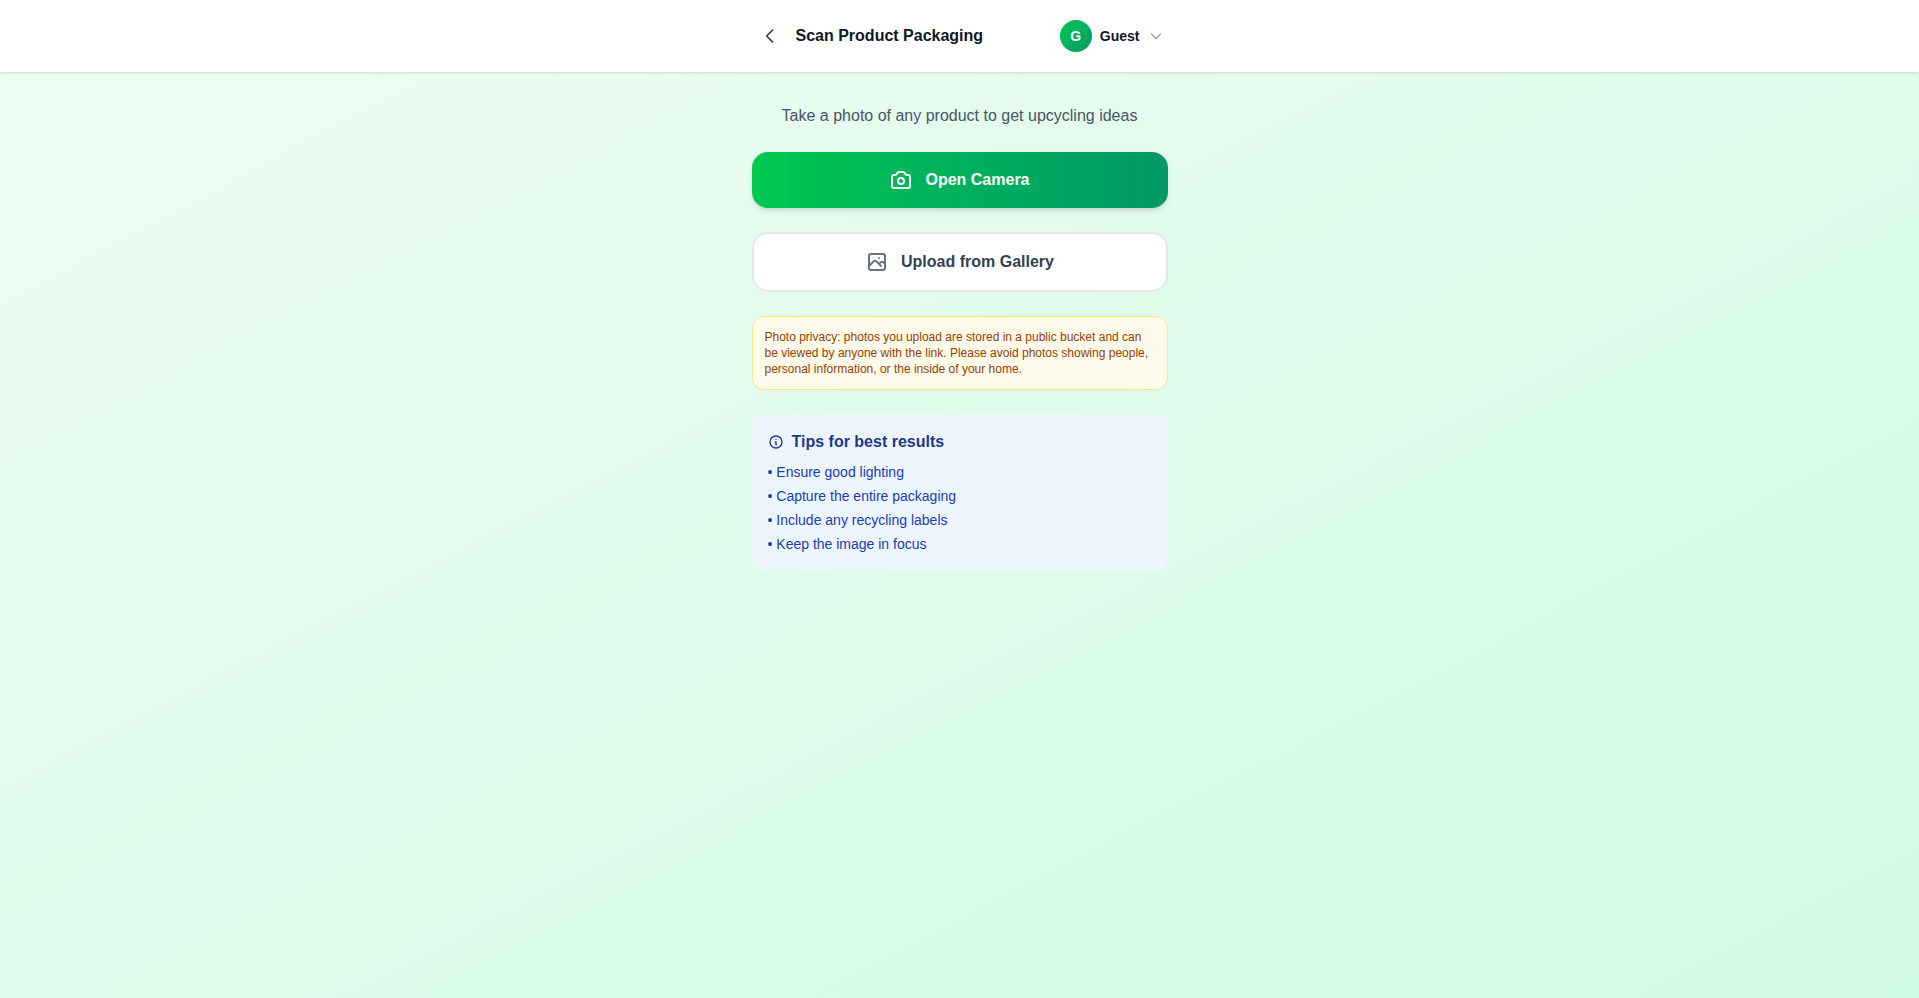 Scan Product Packaging
G
Guest
Take a photo of any product to get upcycling ideas
Open Camera
Upload from Gallery
Photo privacy: photos you upload are stored in a public bucket and can
be viewed by anyone with the link. Please avoid photos showing people,
personal information, or the inside of your home.
Tips for best results
• Ensure good lighting
• Capture the entire packaging
• Include any recycling labels
• Keep the image in focus